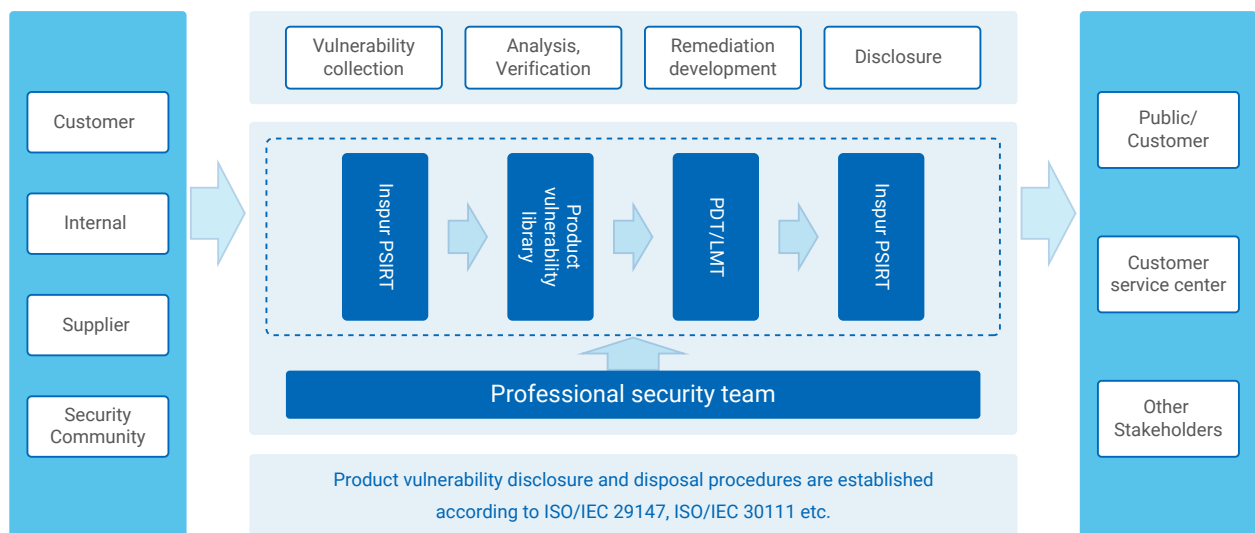 Customer
Internal
Supplier
Security
Community
Vulnerability
collection
Analysis,
Verification
Remediation
development
Disclosure
Inspur PSIRT
Product
vulnerability
library
PDT/LMT
Inspur PSIRT
Professional security team
Product vulnerability disclosure and disposal procedures are established
according to ISO/IEC 29147, ISO/IEC 30111 etc.
Public/
Customer
Customer
service center
Other
Stakeholders